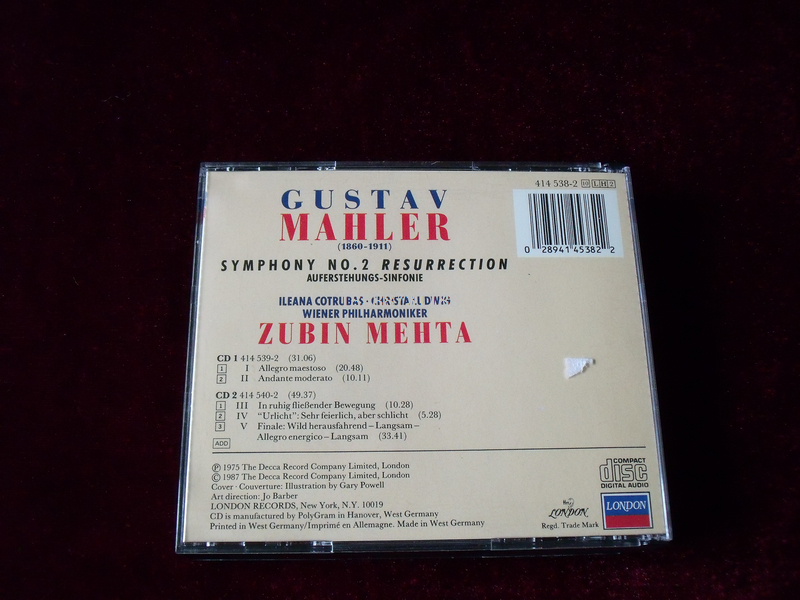 414 538-2 10 LH2
GUSTAV
MAHLER
(1860-1911)
0 28941 45382 2
SYMPHONY NO. 2 RESURRECTION
AUFERSTEHUNGS-SINFONIE
ILEANA COTRUBAS · CHRISTA LUDWIG
WIENER PHILHARMONIKER
ZUBIN MEHTA
CD 1 414 539-2 (31.06)
1 I Allegro maestoso (20.48)
2 II Andante moderato (10.11)
CD 2 414 540-2 (49.37)
1 III In ruhig fließender Bewegung (10.28)
2 IV "Urlicht": Sehr feierlich, aber schlicht (5.28)
3 V Finale: Wild herausfahrend – Langsam –
Allegro energico – Langsam (33.41)
ADD
Ⓟ 1975 The Decca Record Company Limited, London
© 1987 The Decca Record Company Limited, London
Cover · Couverture: Illustration by Gary Powell
Art direction: Jo Barber
LONDON RECORDS, New York, N.Y. 10019
CD is manufactured by PolyGram in Hanover, West Germany
Printed in West Germany/Imprimé en Allemagne. Made in West Germany
COMPACT
disc
DIGITAL AUDIO
LONDON
Regd. Trade Mark
LONDON